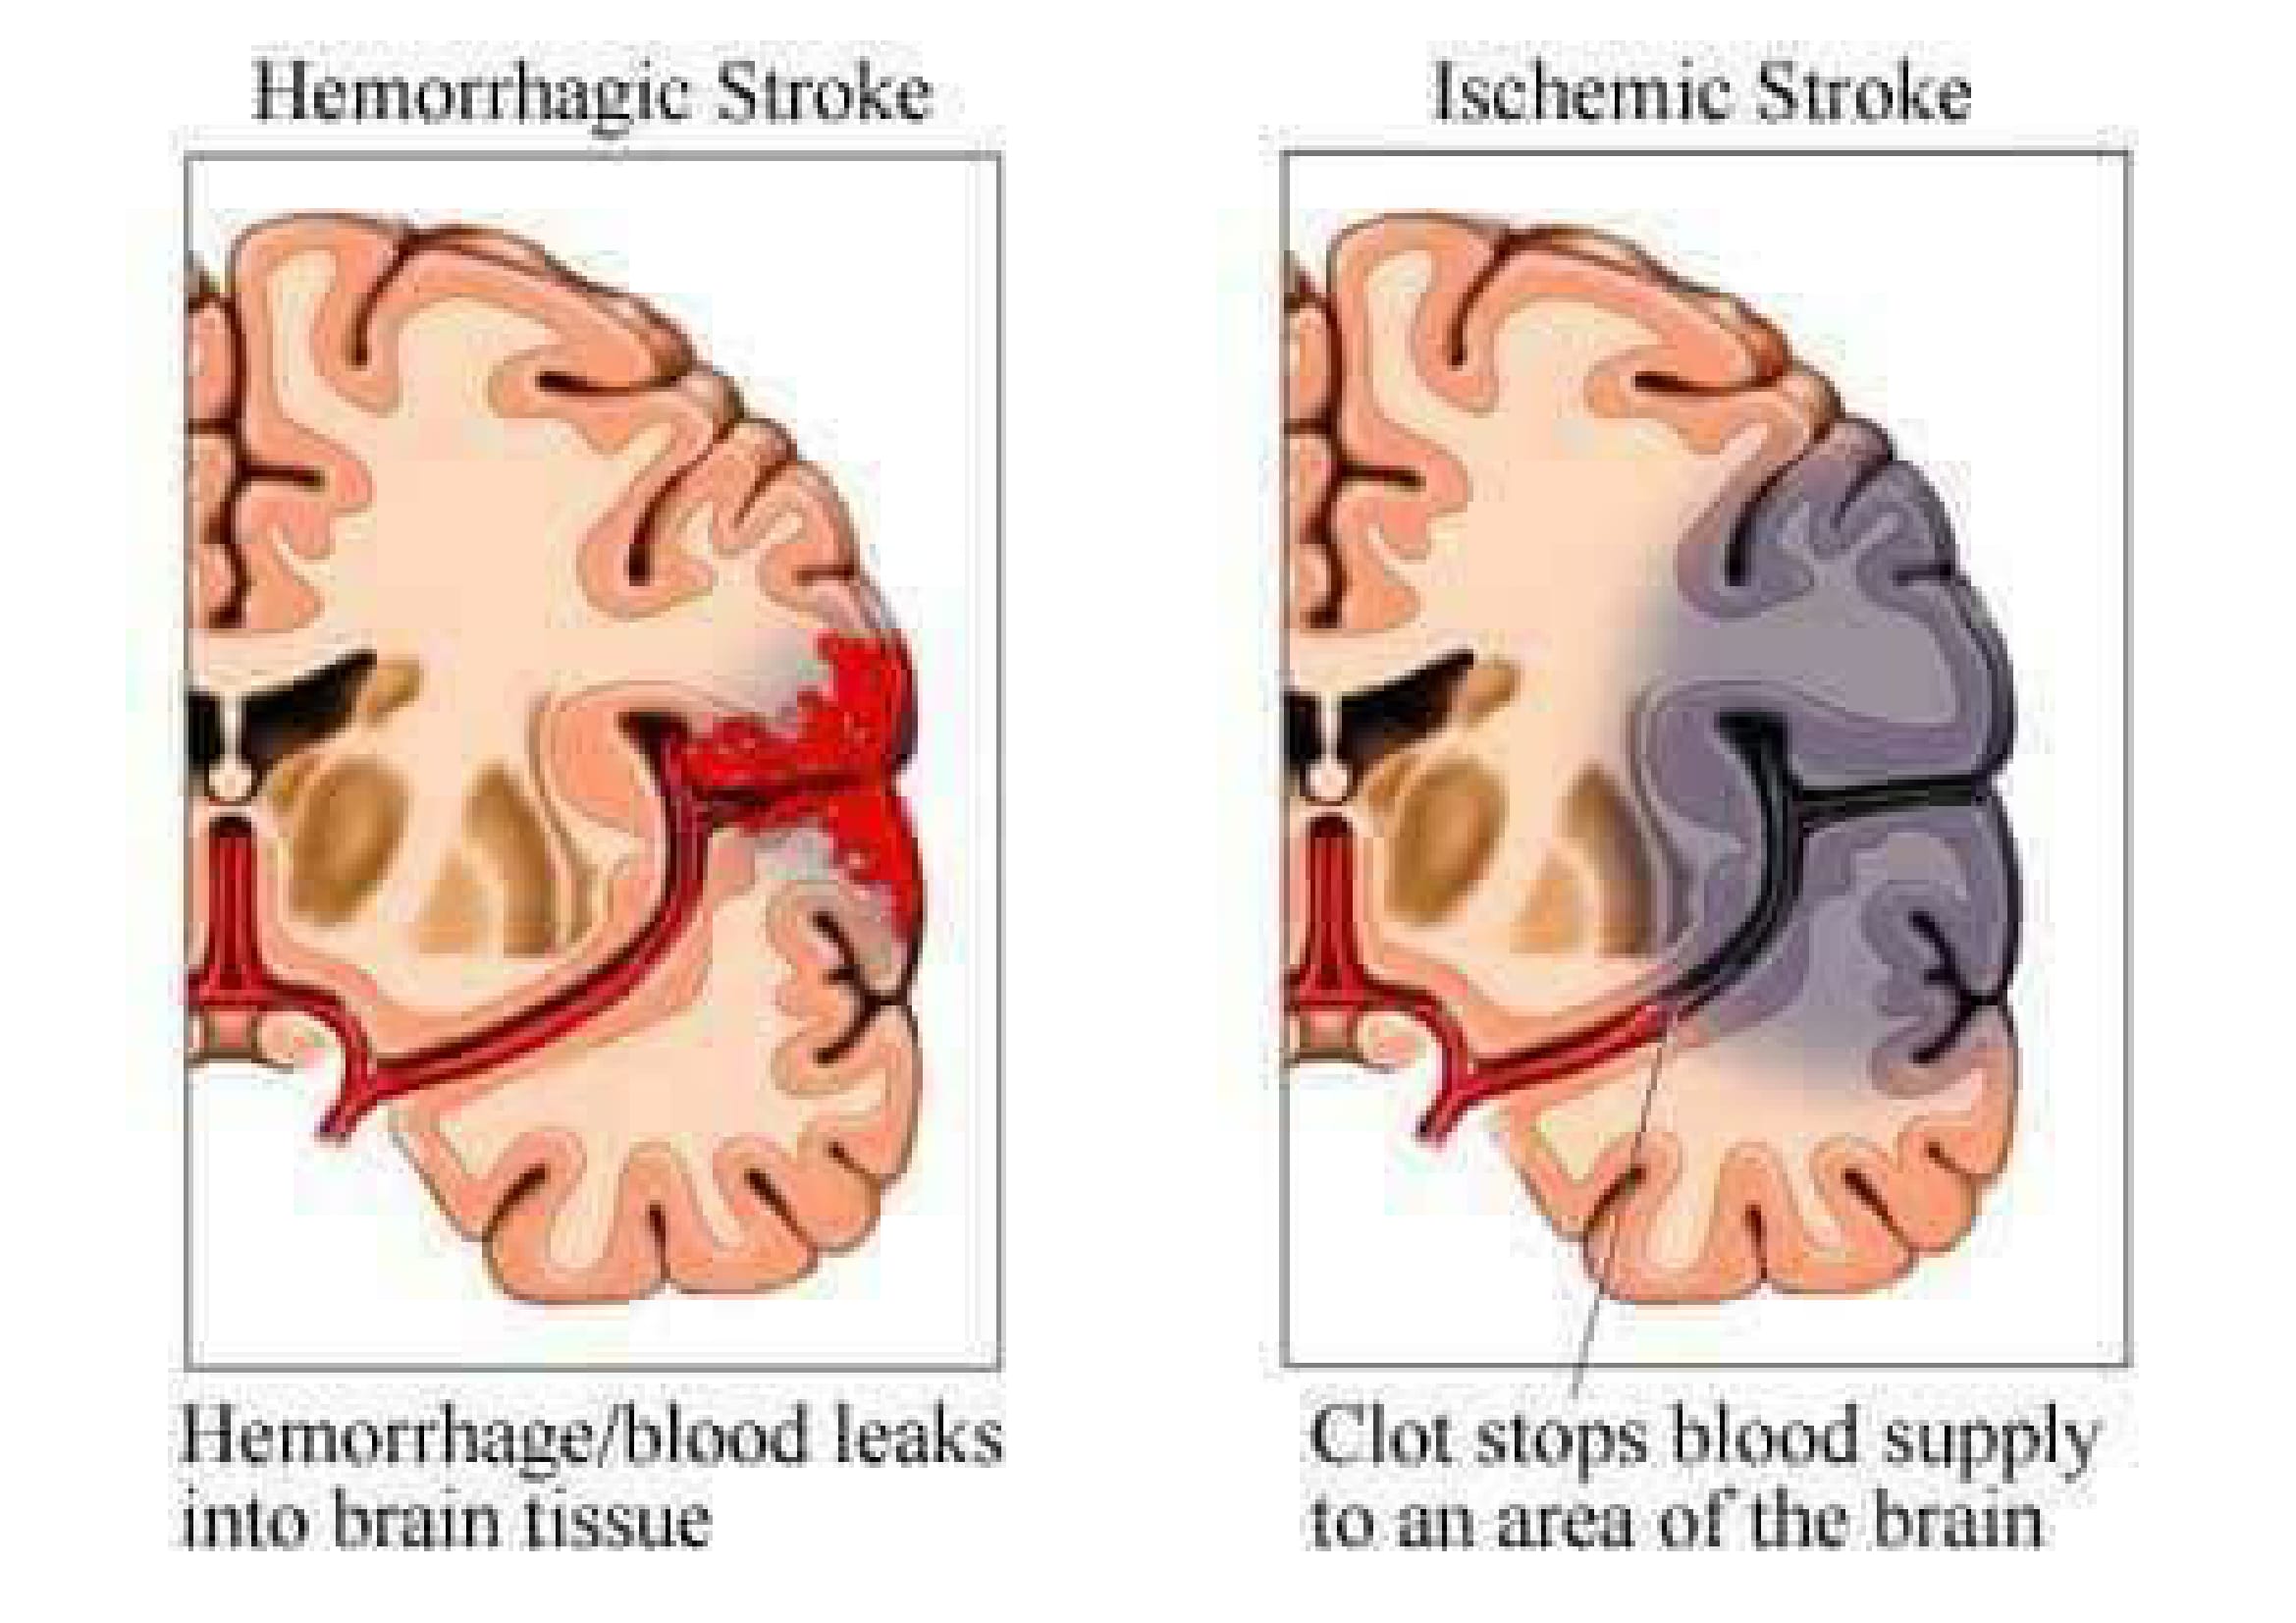 Hemorrhagic Stroke
Ischemic Stroke
Hemorrhage/blood leaks
into brain tissue
Clot stops blood supply
to an area of the brain